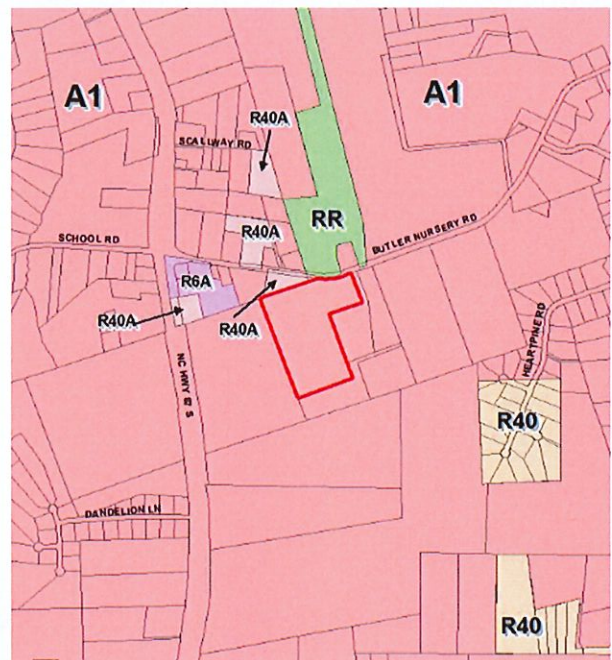 A1
A1
R40A
SCALLWAY RD
RR
R40A
BUTLER NURSERY RD
SCHOOL RD
R6A
R40A
R40A
HEARTPINE RD
NC HWY 87 S
R40
DANDELION LN
R40